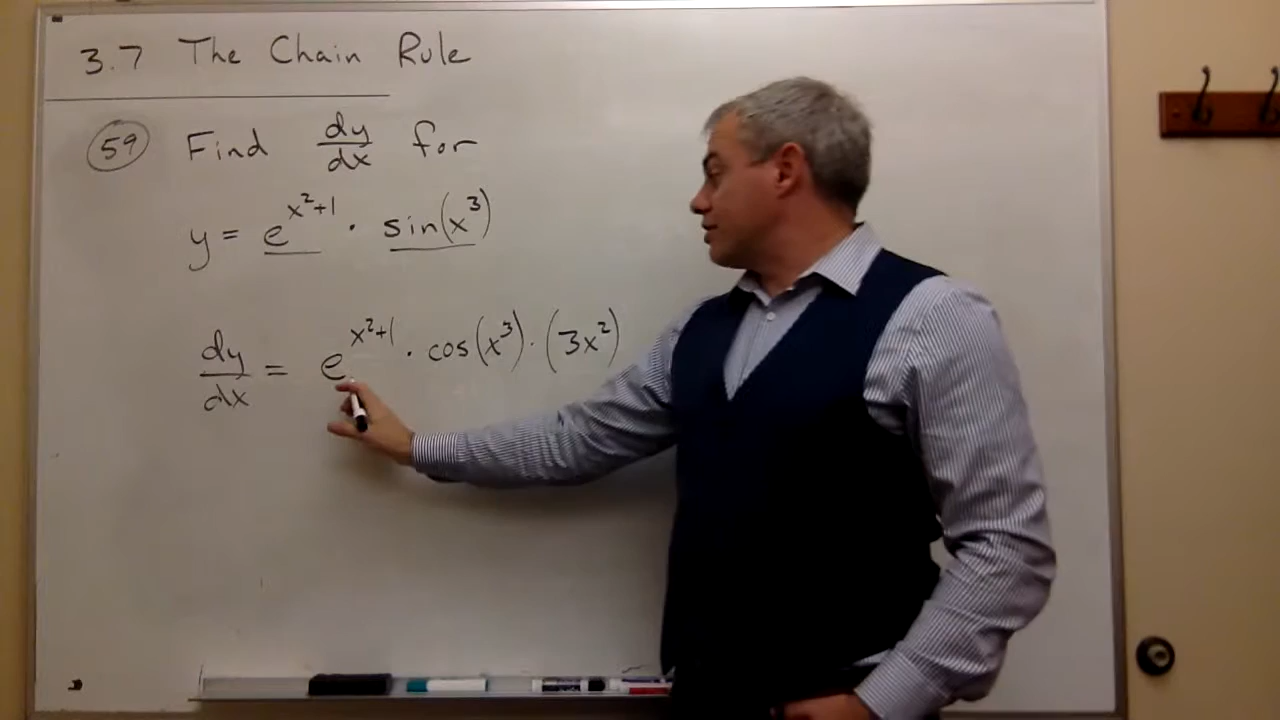 3.7 The Chain Rule
59 Find dy/dx for
y = e^(x²+1) · sin(x³)
dy/dx = e^(x²+1) · cos(x³) · (3x²)